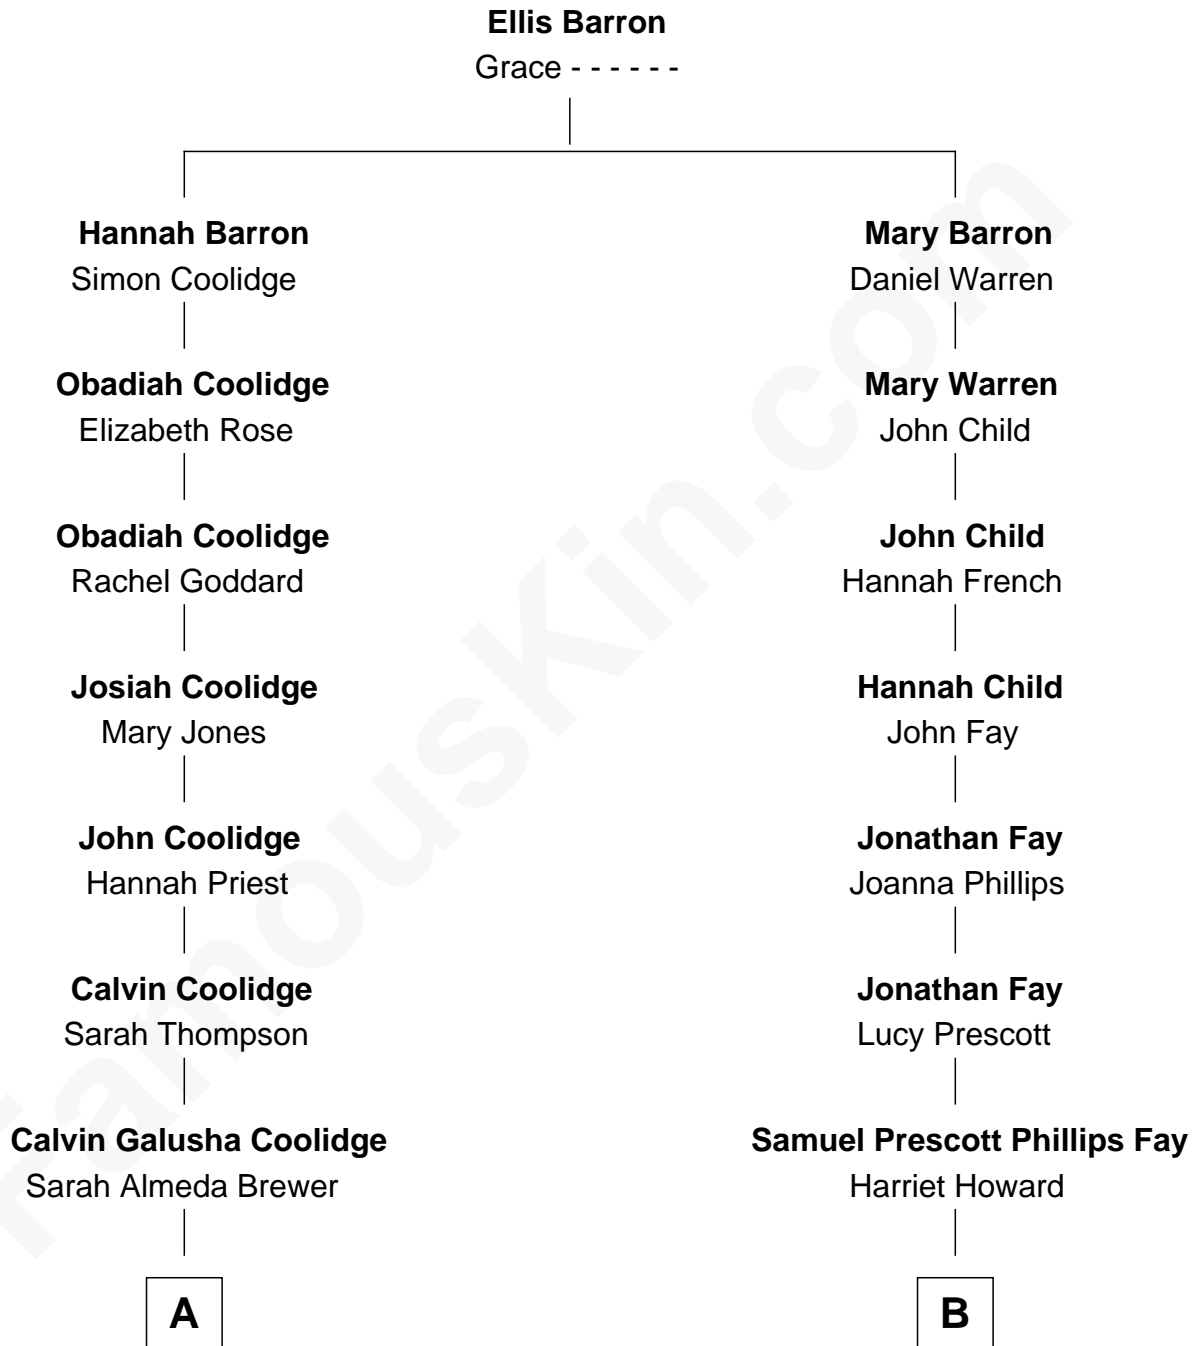 Ellis Barron
Grace - - - - - -
Hannah Barron
Simon Coolidge
Mary Barron
Daniel Warren
Obadiah Coolidge
Elizabeth Rose
Mary Warren
John Child
Obadiah Coolidge
Rachel Goddard
John Child
Hannah French
Josiah Coolidge
Mary Jones
Hannah Child
John Fay
John Coolidge
Hannah Priest
Jonathan Fay
Joanna Phillips
Calvin Coolidge
Sarah Thompson
Jonathan Fay
Lucy Prescott
Calvin Galusha Coolidge
Sarah Almeda Brewer
Samuel Prescott Phillips Fay
Harriet Howard
A
B
FamousKin.com